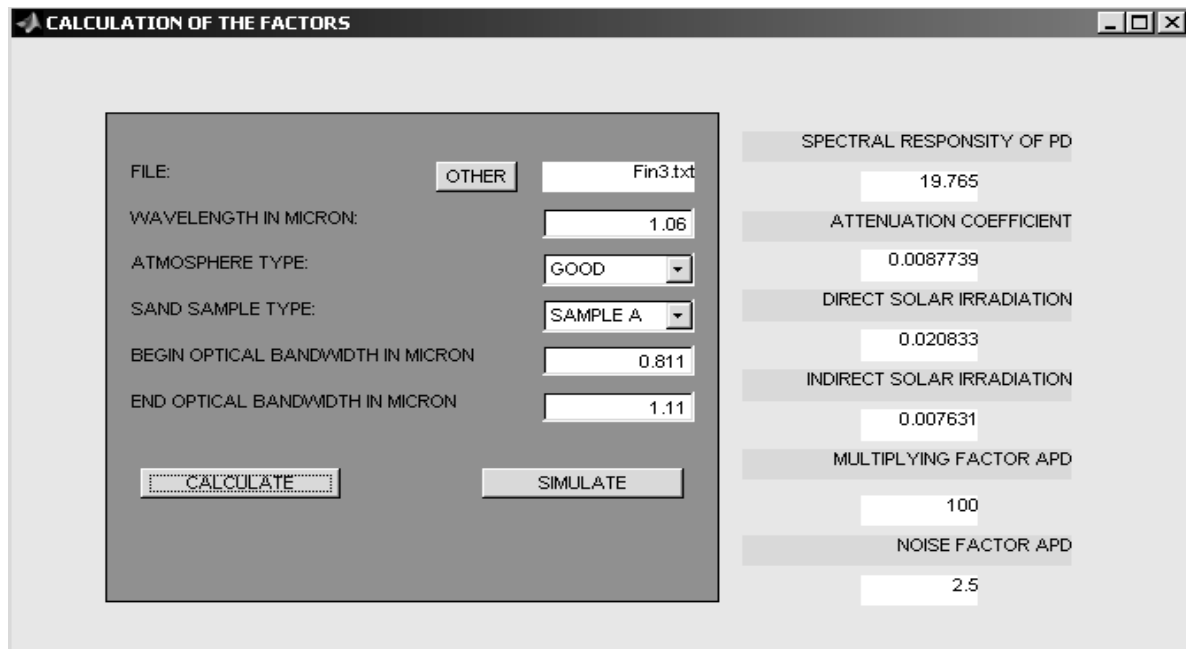 CALCULATION OF THE FACTORS
FILE: OTHER Fin3.txt
WAVELENGTH IN MICRON: 1.06
ATMOSPHERE TYPE: GOOD
SAND SAMPLE TYPE: SAMPLE A
BEGIN OPTICAL BANDWIDTH IN MICRON 0.811
END OPTICAL BANDWIDTH IN MICRON 1.11
CALCULATE SIMULATE
SPECTRAL RESPONSITY OF PD
19.765
ATTENUATION COEFFICIENT
0.0087739
DIRECT SOLAR IRRADIATION
0.020833
INDIRECT SOLAR IRRADIATION
0.007631
MULTIPLYING FACTOR APD
100
NOISE FACTOR APD
2.5